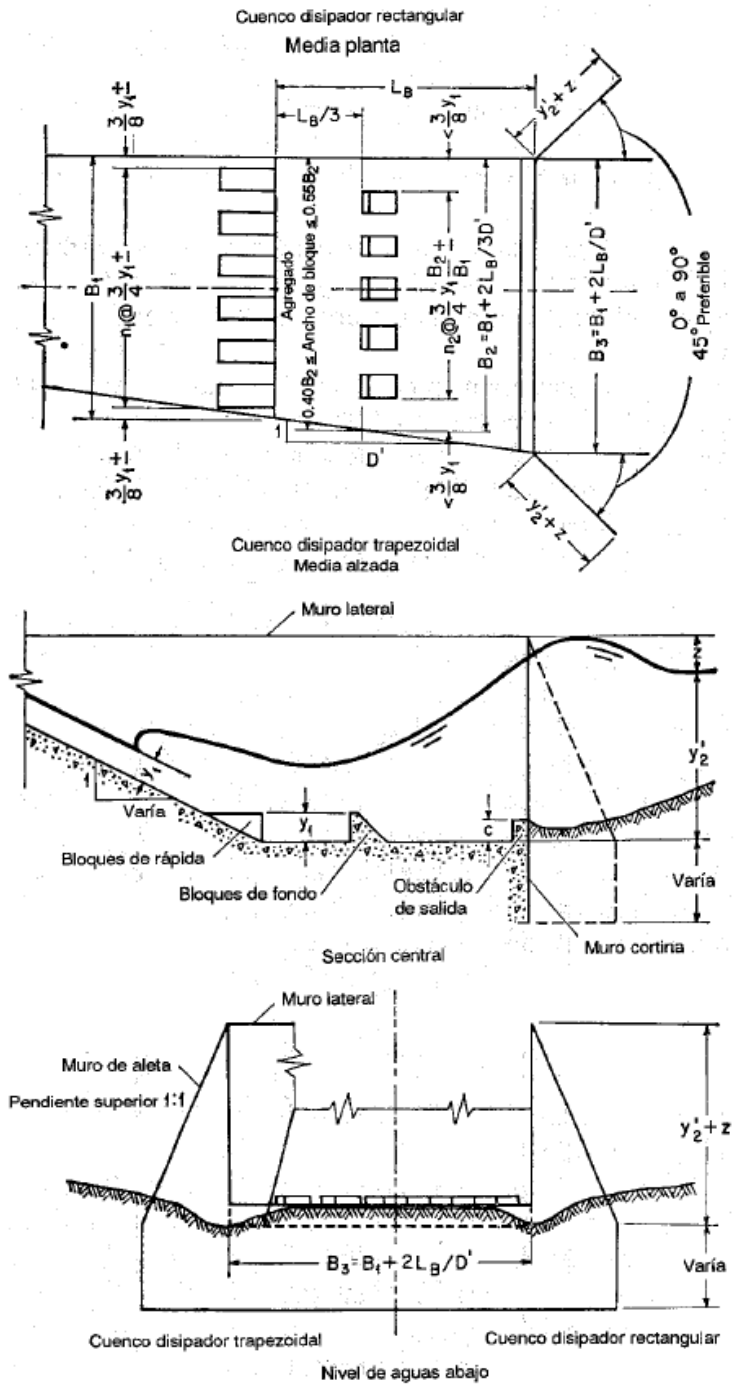 Cuenco disipador rectangular
Media planta
L_B
L_B/3
3/8 y₁±
<3/8 y₁
y'₂+z
B₁
n₁@3/4 y₁±
Agregado
0.40B₂ ≤ Ancho de bloque ≤ 0.55B₂
n₂@3/4 y₁ B₂/B₁ ±
B₂=B₁+2L_B/3D'
B₃=B₁+2L_B/D'
0° a 90°
45° Preferible
1
D'
3/8 y₁±
<3/8 y₁
y'₂+z
Cuenco disipador trapezoidal
Media alzada
Muro lateral
z
y'₂
y₁
1
Varía
y₁
c
Bloques de rápida
Bloques de fondo
Obstáculo
de salida
Varía
Muro cortina
Sección central
Muro lateral
Muro de aleta
Pendiente superior 1:1
y'₂+z
B₃=B₁+2L_B/D'
Varía
Cuenco disipador trapezoidal
Cuenco disipador rectangular
Nivel de aguas abajo